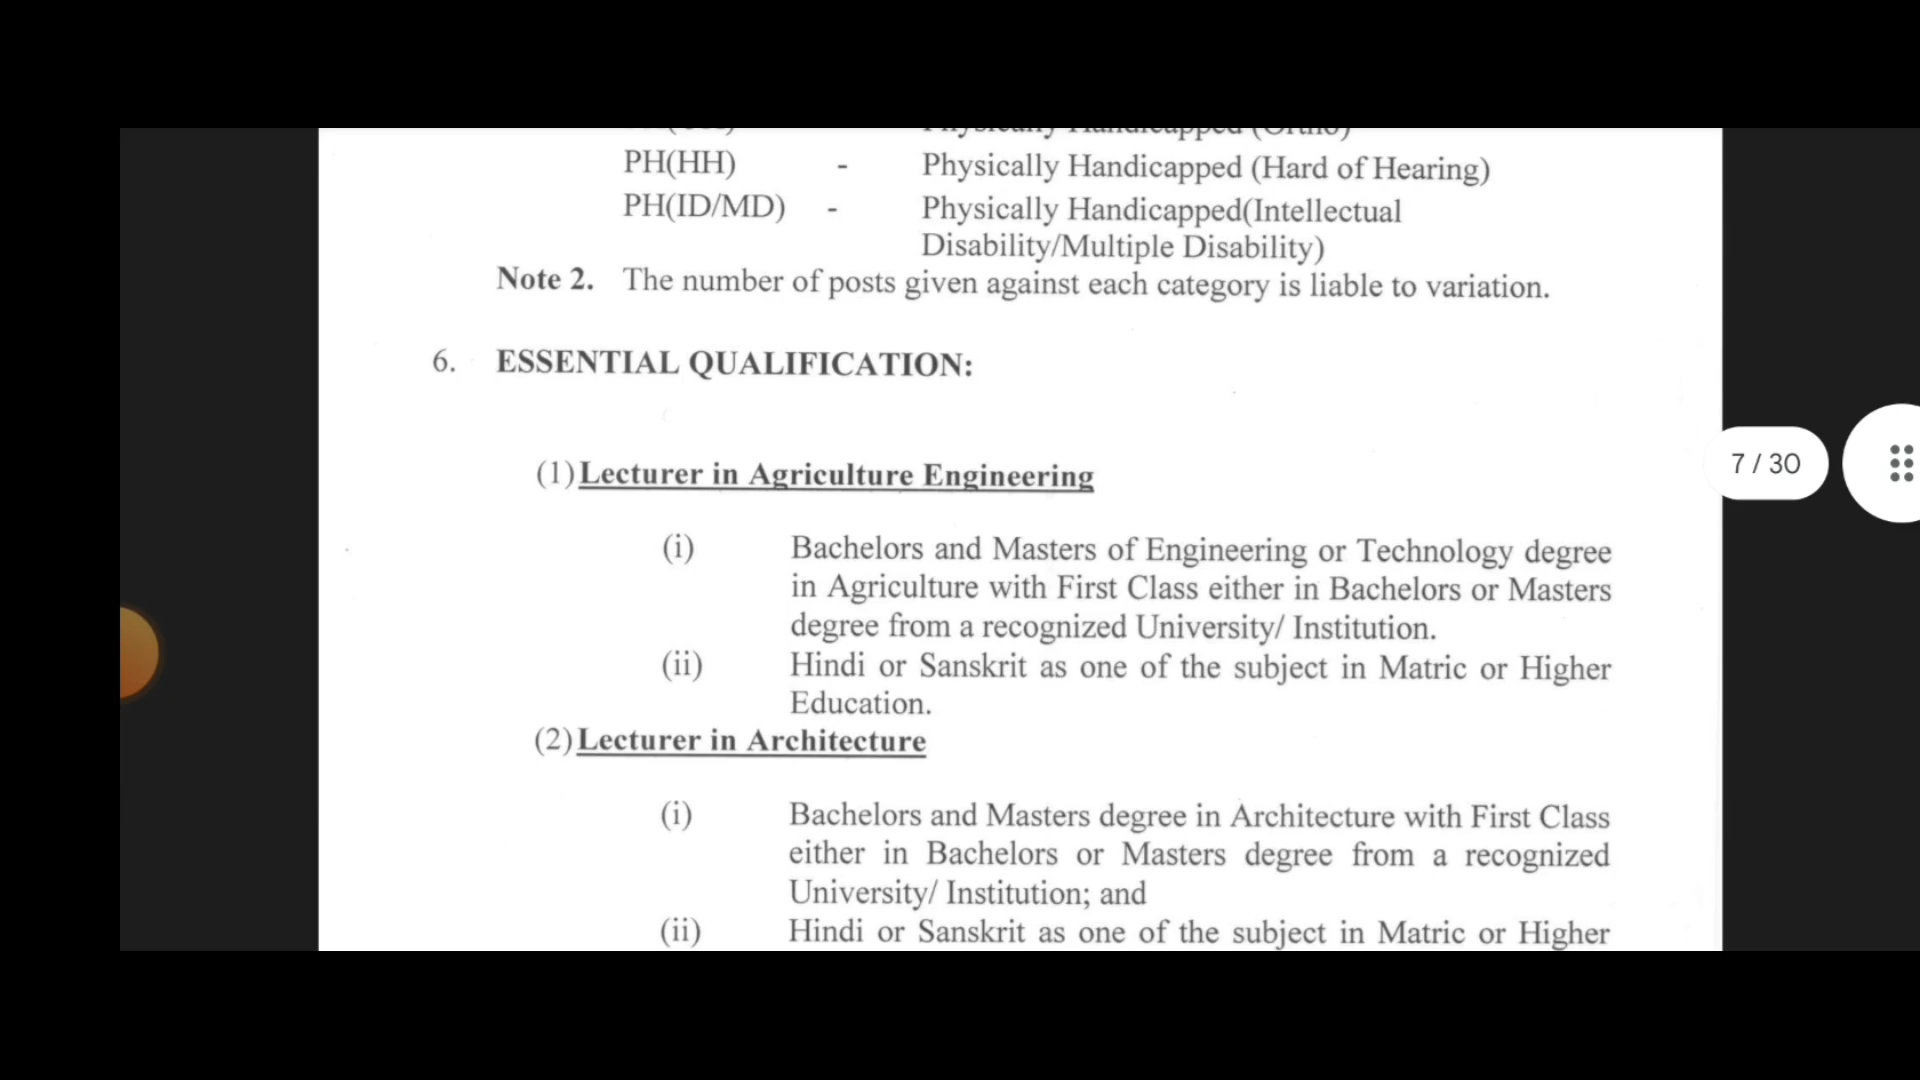 Physically Handicapped (Ortho)
PH(HH) - Physically Handicapped (Hard of Hearing)
PH(ID/MD) - Physically Handicapped(Intellectual
Disability/Multiple Disability)
Note 2. The number of posts given against each category is liable to variation.
6. ESSENTIAL QUALIFICATION:
(1) Lecturer in Agriculture Engineering
7 / 30
(i) Bachelors and Masters of Engineering or Technology degree
in Agriculture with First Class either in Bachelors or Masters
degree from a recognized University/ Institution.
(ii) Hindi or Sanskrit as one of the subject in Matric or Higher
Education.
(2) Lecturer in Architecture
(i) Bachelors and Masters degree in Architecture with First Class
either in Bachelors or Masters degree from a recognized
University/ Institution; and
(ii) Hindi or Sanskrit as one of the subject in Matric or Higher